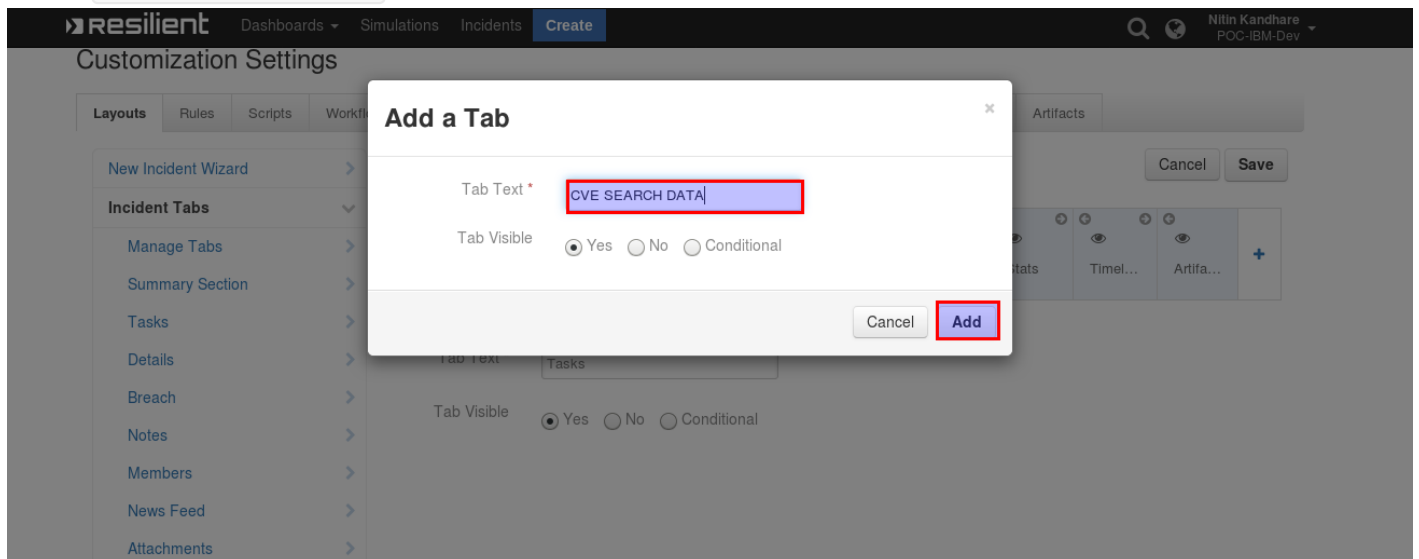 Resilient Dashboards Simulations Incidents Create Nitin Kandhare
POC-IBM-Dev
Customization Settings
Layouts Rules Scripts Artifacts
Add a Tab
×
New Incident Wizard
Cancel Save
Tab Text *
CVE SEARCH DATA
Incident Tabs
Tab Visible
Yes No Conditional
Manage Tabs
Timel... Artifa...
+
Summary Section
Tasks
Cancel Add
Details
Tab Text
Tasks
Breach
Tab Visible
Yes No Conditional
Notes
Members
News Feed
Attachments